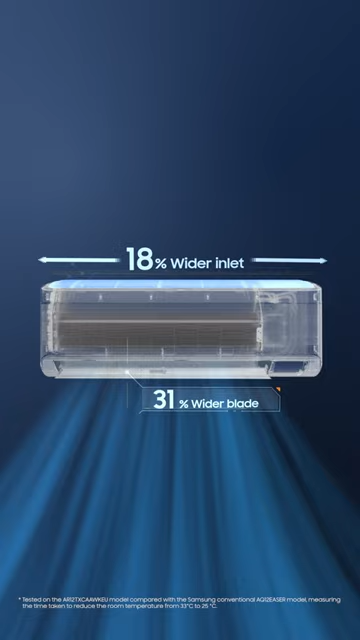 18% Wider inlet
31 % Wider blade
* Tested on the AR12TXCAAWKEU model compared with the Samsung conventional AQ12EASER model, measuring
the time taken to reduce the room temperature from 33°C to 25 °C.